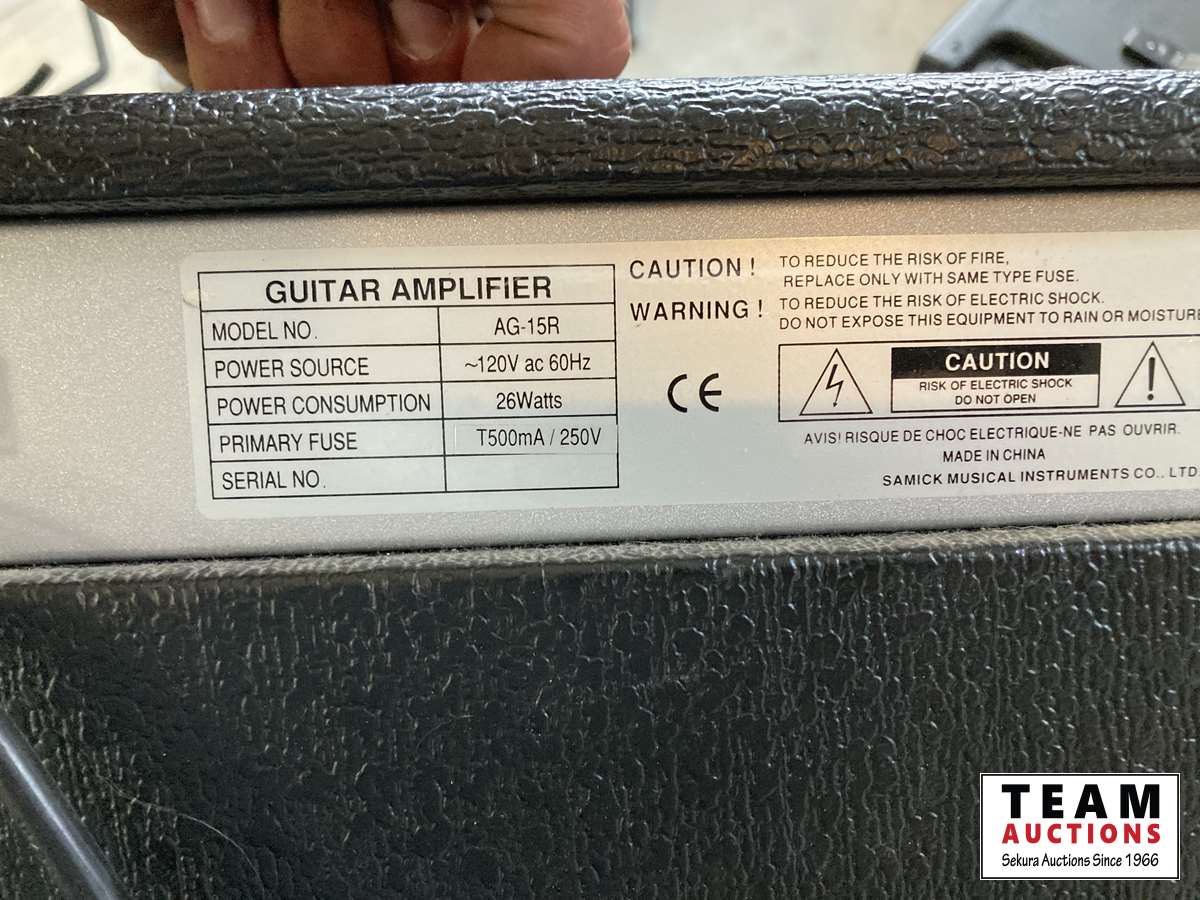 GUITAR AMPLIFIER
MODEL NO. AG-15R
POWER SOURCE ~120V ac 60Hz
POWER CONSUMPTION 26Watts
PRIMARY FUSE T500mA / 250V
SERIAL NO.
CAUTION ! TO REDUCE THE RISK OF FIRE,
REPLACE ONLY WITH SAME TYPE FUSE.
WARNING ! TO REDUCE THE RISK OF ELECTRIC SHOCK.
DO NOT EXPOSE THIS EQUIPMENT TO RAIN OR MOISTURE
CE
CAUTION
RISK OF ELECTRIC SHOCK
DO NOT OPEN
AVIS! RISQUE DE CHOC ELECTRIQUE-NE PAS OUVRIR.
MADE IN CHINA
SAMICK MUSICAL INSTRUMENTS CO., LTD
TEAM
AUCTIONS
Sekura Auctions Since 1966